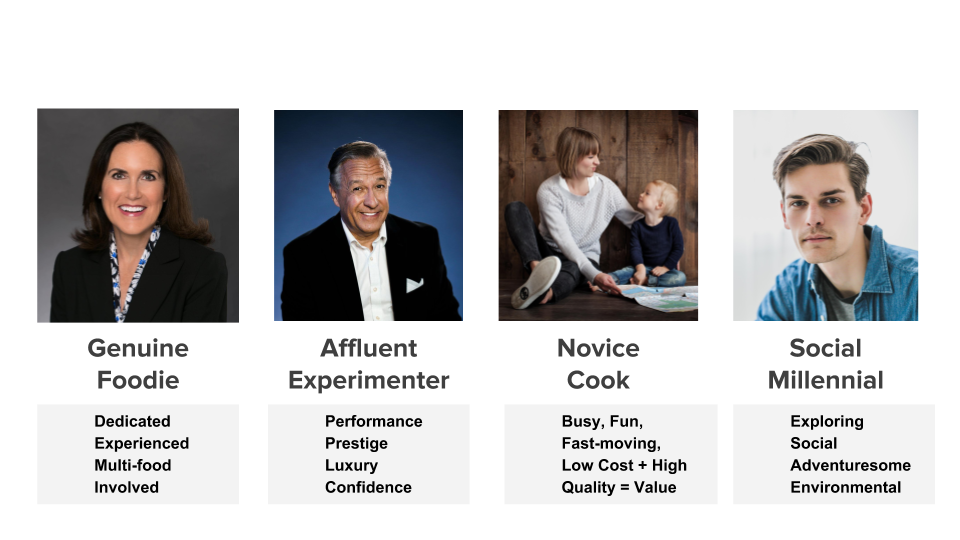 Genuine
Foodie
Dedicated
Experienced
Multi-food
Involved
Affluent
Experimenter
Performance
Prestige
Luxury
Confidence
Novice
Cook
Busy, Fun,
Fast-moving,
Low Cost + High
Quality = Value
Social
Millennial
Exploring
Social
Adventuresome
Environmental